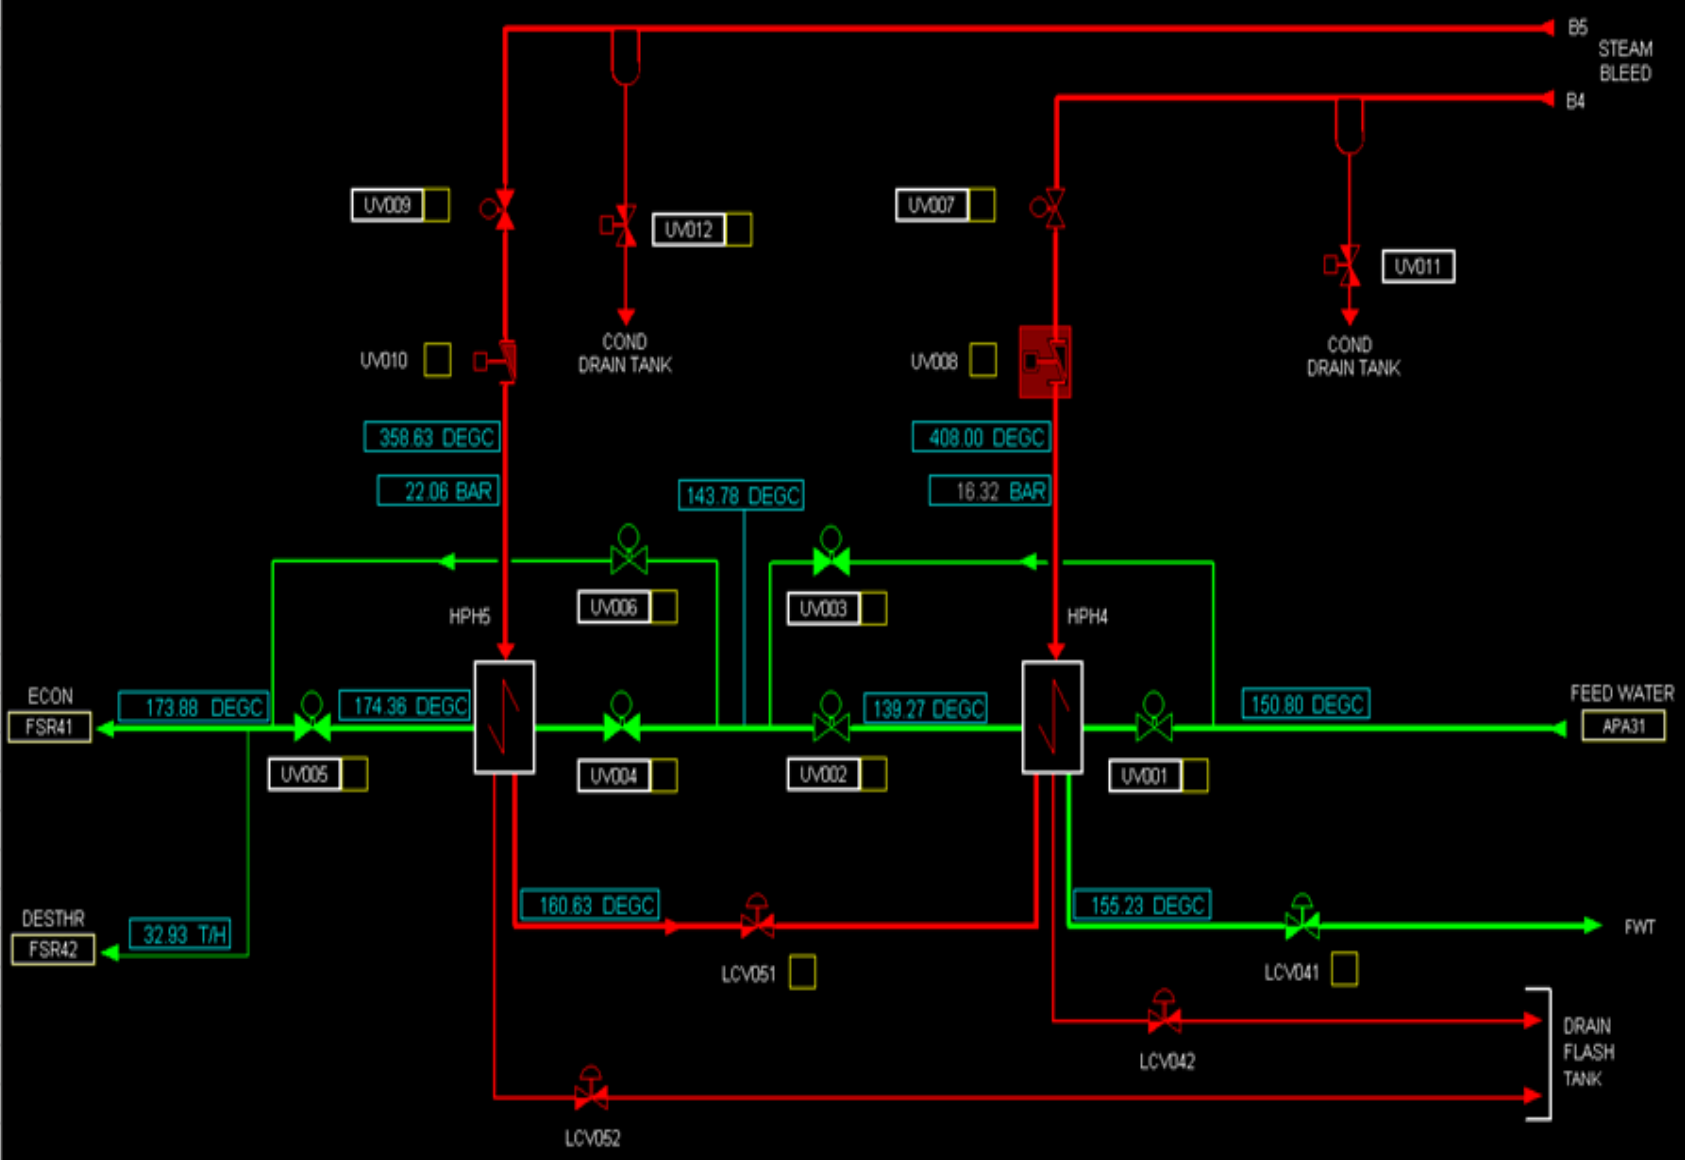 B5
STEAM
BLEED
B4
UV009
UV012
UV007
UV011
COND
DRAIN TANK
COND
DRAIN TANK
UV010
UV008
358.63 DEGC
408.00 DEGC
22.06 BAR
143.78 DEGC
16.32 BAR
UV006
UV003
HPH5
HPH4
ECON
FSR41
173.88 DEGC
174.36 DEGC
139.27 DEGC
150.80 DEGC
FEED WATER
APA31
UV005
UV004
UV002
UV001
160.63 DEGC
155.23 DEGC
DESTHR
FSR42
32.93 T/H
FWT
LCV051
LCV041
LCV042
DRAIN
FLASH
TANK
LCV052